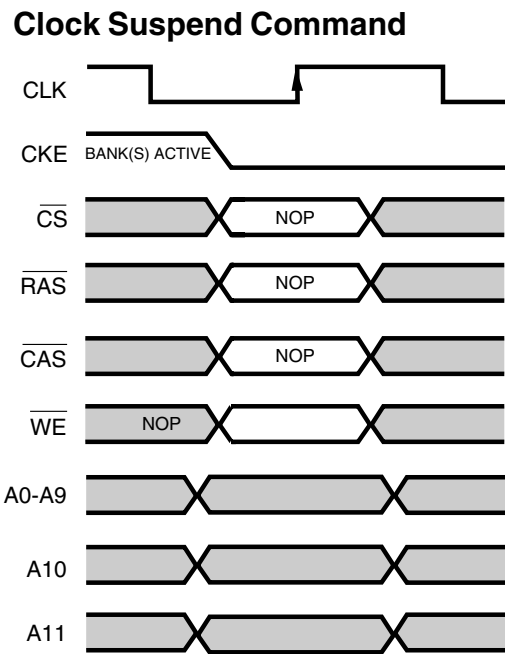 Clock Suspend Command
CLK
CKE BANK(S) ACTIVE
CS NOP
RAS NOP
CAS NOP
WE NOP
A0-A9
A10
A11